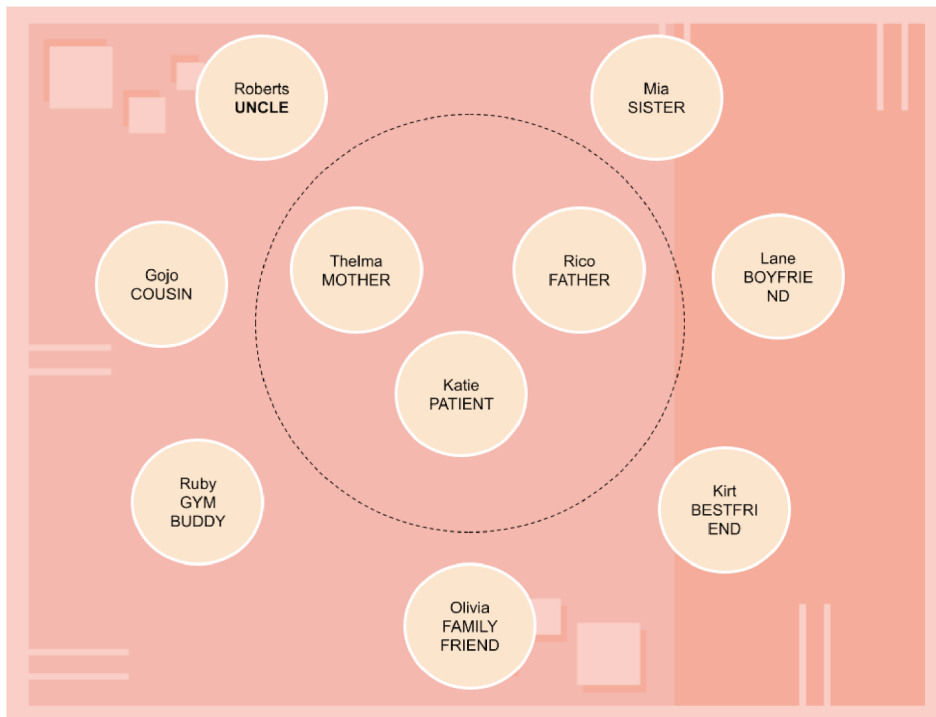 Roberts
UNCLE
Mia
SISTER
Thelma
MOTHER
Rico
FATHER
Gojo
COUSIN
Lane
BOYFRIE
ND
Katie
PATIENT
Ruby
GYM
BUDDY
Kirt
BESTFRI
END
Olivia
FAMILY
FRIEND